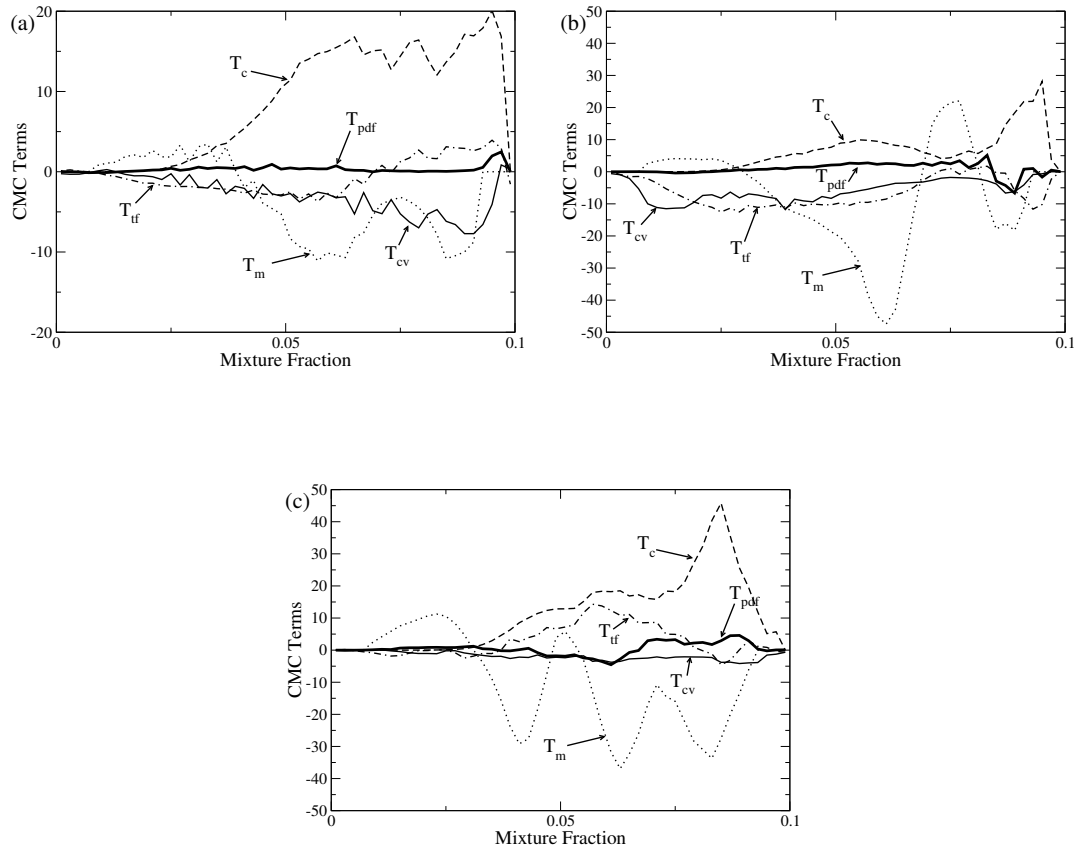 (a)
20
10
0
-10
-20
CMC Terms
T_c
T_pdf
T_tf
T_m
T_cv
0
0.05
0.1
Mixture Fraction
(b)
50
40
30
20
10
0
-10
-20
-30
-40
-50
CMC Terms
T_c
T_pdf
T_cv
T_tf
T_m
0
0.05
0.1
Mixture Fraction
(c)
50
40
30
20
10
0
-10
-20
-30
-40
-50
CMC Terms
T_c
T_pdf
T_tf
T_cv
T_m
0
0.05
0.1
Mixture Fraction